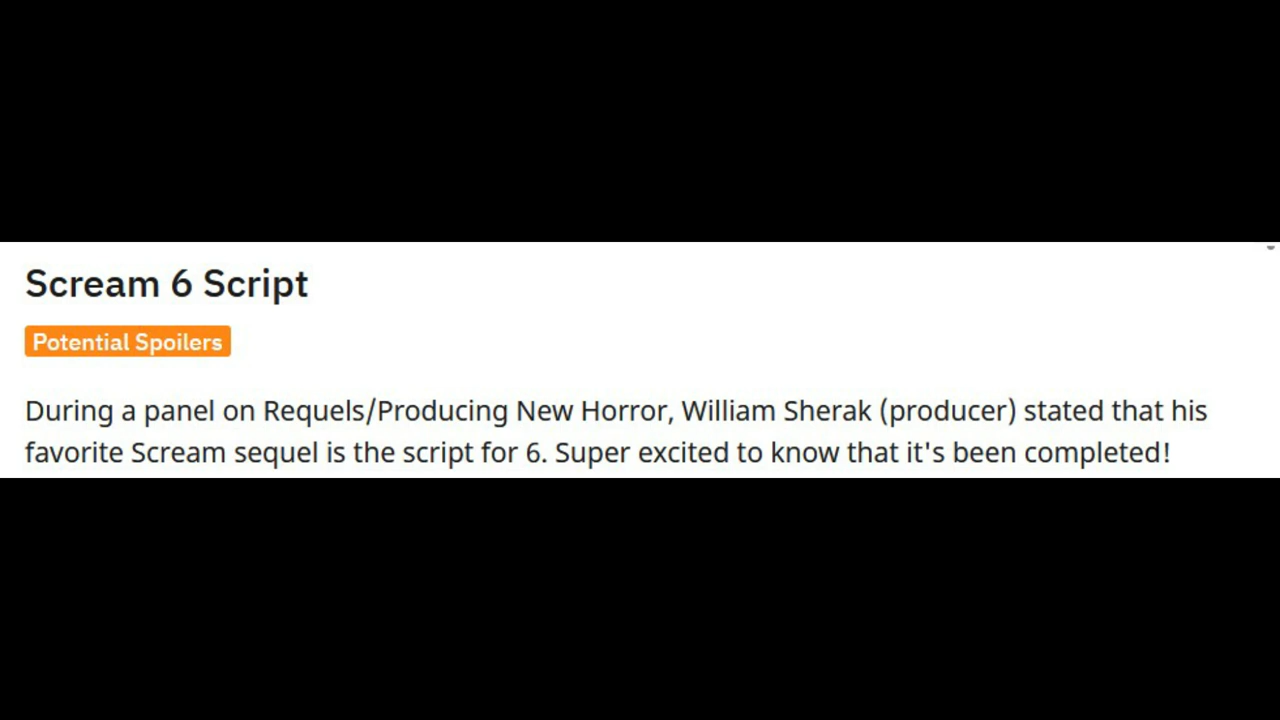 Scream 6 Script
Potential Spoilers
During a panel on Requels/Producing New Horror, William Sherak (producer) stated that his
favorite Scream sequel is the script for 6. Super excited to know that it's been completed!